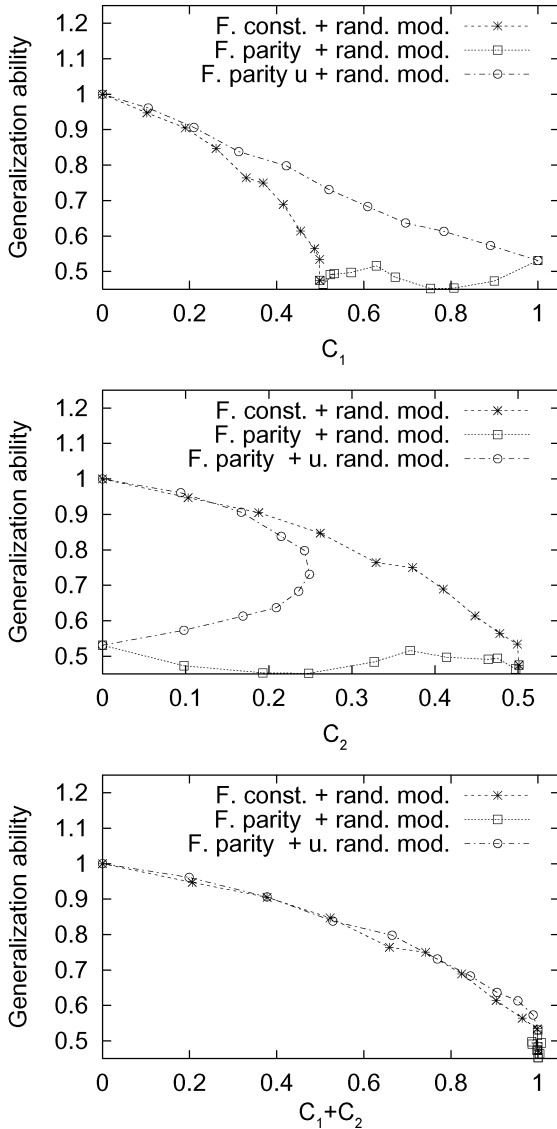 F. const. + rand. mod.
F. parity + rand. mod.
F. parity u + rand. mod.
Generalization ability
1.2
1.1
1
0.9
0.8
0.7
0.6
0.5
0 0.2 0.4 0.6 0.8 1
C₁
F. const. + rand. mod.
F. parity + rand. mod.
F. parity + u. rand. mod.
Generalization ability
1.2
1.1
1
0.9
0.8
0.7
0.6
0.5
0 0.1 0.2 0.3 0.4 0.5
C₂
F. const. + rand. mod.
F. parity + rand. mod.
F. parity + u. rand. mod.
Generalization ability
1.2
1.1
1
0.9
0.8
0.7
0.6
0.5
0 0.2 0.4 0.6 0.8 1
C₁+C₂